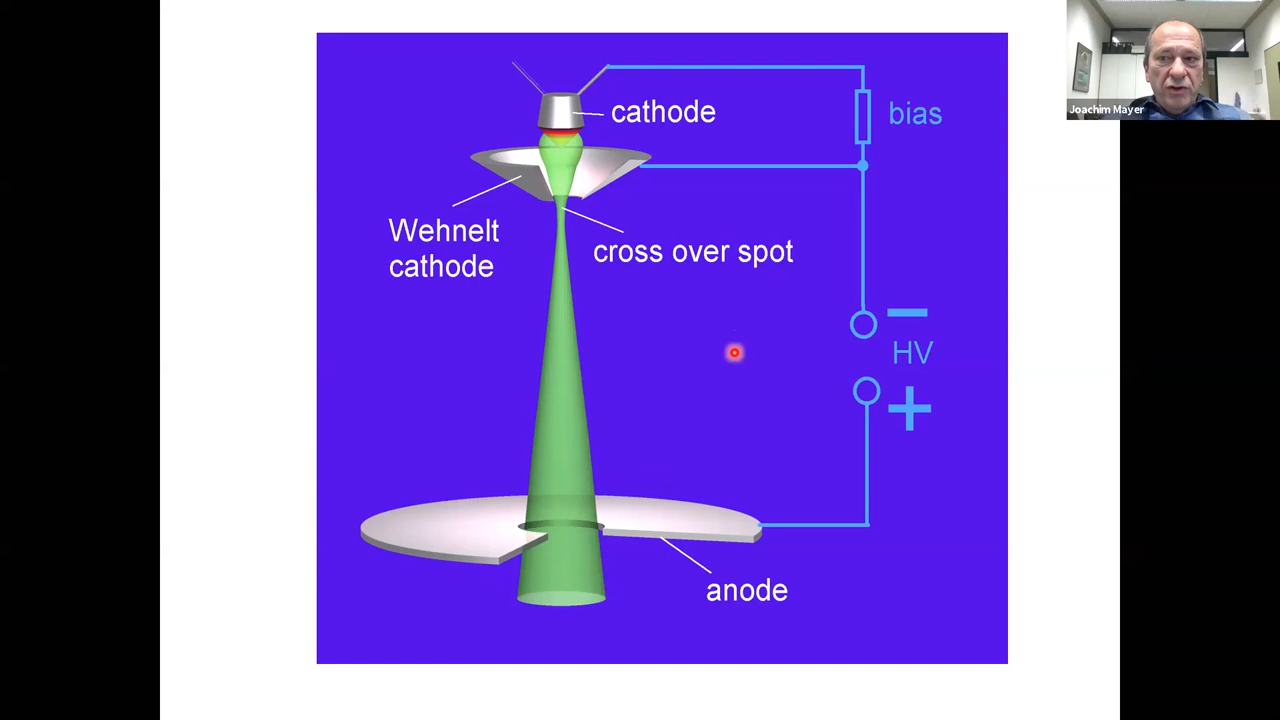 cathode
bias
Wehnelt
cathode
cross over spot
HV
anode
Joachim Mayer